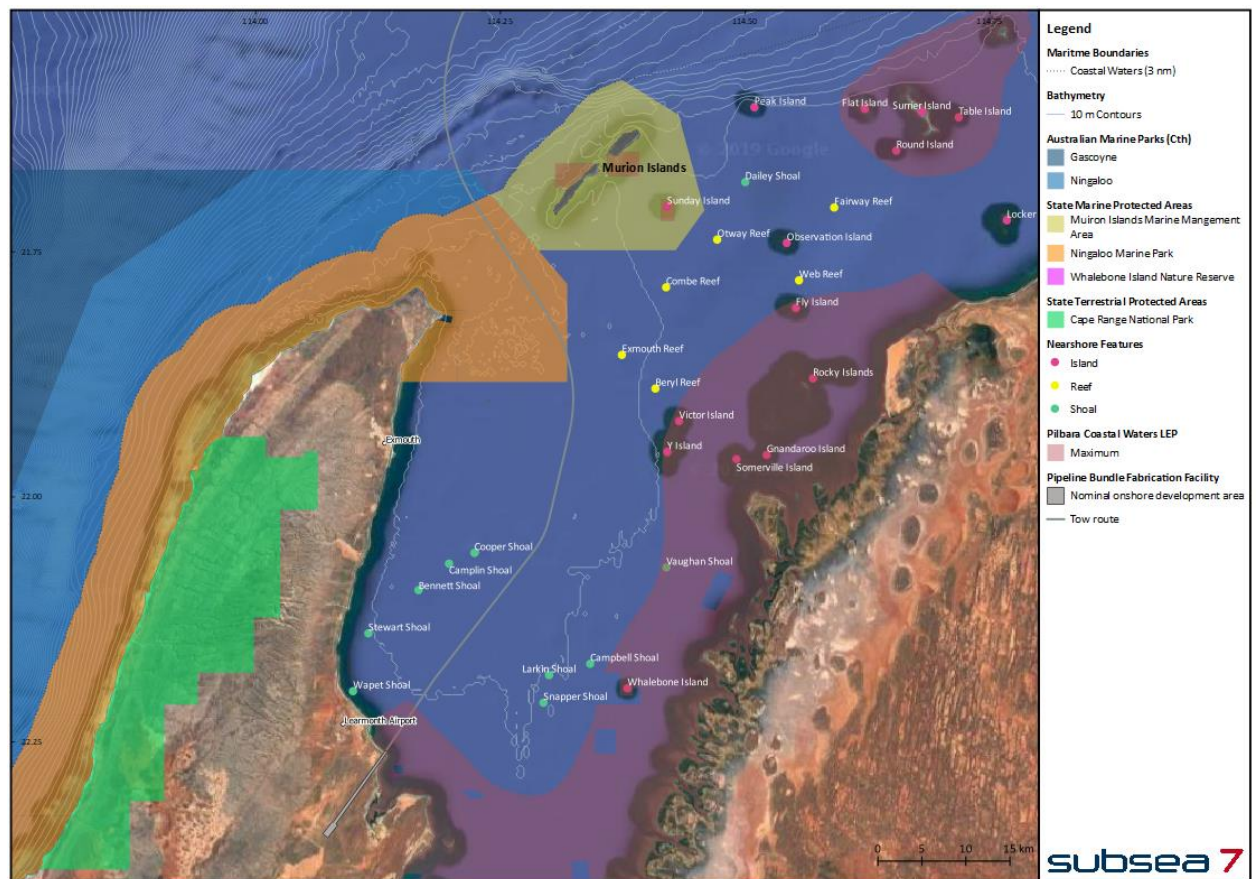 114.00
114.25
114.50
114.75
Peak Island
Flat Island
Surrier Island
Table Island
Round Island
© 2019 Google
Murion Islands
Dailey Shoal
Sunday Island
Fairway Reef
Locker
Otway Reef
Observation Island
21.75
Combe Reef
Web Reef
Fly Island
Exmouth Reef
Rocky Islands
Beryl Reef
Victor Island
Exmouth
Y Island
Gnandaroo Island
Somerville Island
22.00
Cooper Shoal
Camplin Shoal
Vaughan Shoal
Bennett Shoal
Stewart Shoal
Campbell Shoal
Larkin Shoal
Whalebone Island
Wapet Shoal
Snapper Shoal
Learmonth Airport
22.25
0 5 10 15 km
Legend
Maritme Boundaries
Coastal Waters (3 nm)
Bathymetry
10 m Contours
Australian Marine Parks (Cth)
Gascoyne
Ningaloo
State Marine Protected Areas
Muiron Islands Marine Mangement
Area
Ningaloo Marine Park
Whalebone Island Nature Reserve
State Terrestrial Protected Areas
Cape Range National Park
Nearshore Features
Island
Reef
Shoal
Pilbara Coastal Waters LEP
Maximum
Pipeline Bundle Fabrication Facility
Nominal onshore development area
Tow route
subsea 7